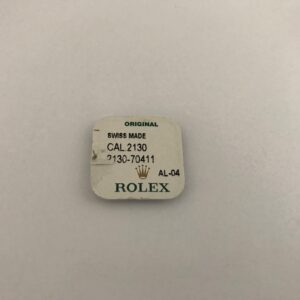 ORIGINAL
SWISS MADE
CAL.2130
2130-70411
AL-04
ROLEX